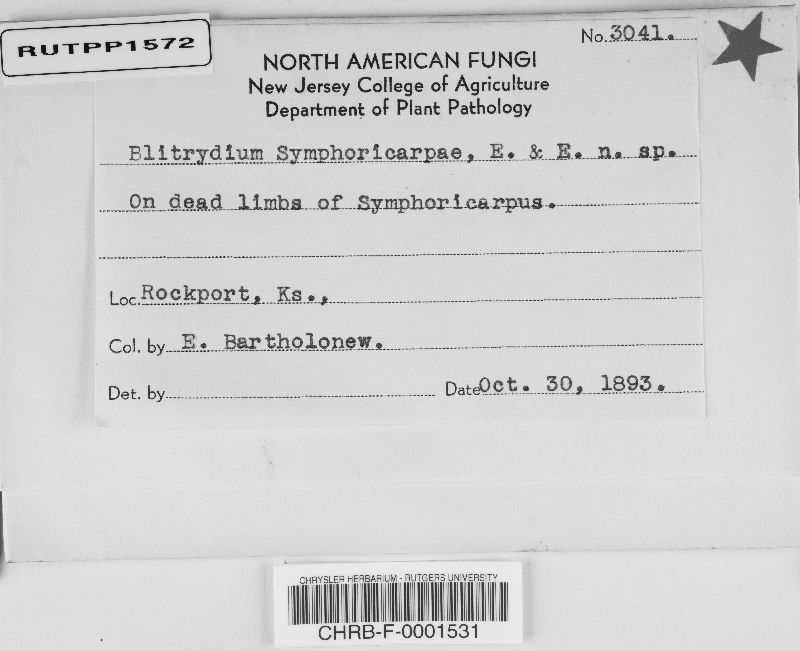 RUTPP1572
No. 3041.
NORTH AMERICAN FUNGI
New Jersey College of Agriculture
Department of Plant Pathology
Blitrydium Symphoricarpae, E. & E. n. sp.
On dead limbs of Symphoricarpus.
Loc. Rockport, Ks.,
Col. by E. Bartholonew.
Det. by
Date Oct. 30, 1893.
CHRYSLER HERBARIUM - RUTGERS UNIVERSITY
CHRB-F-0001531